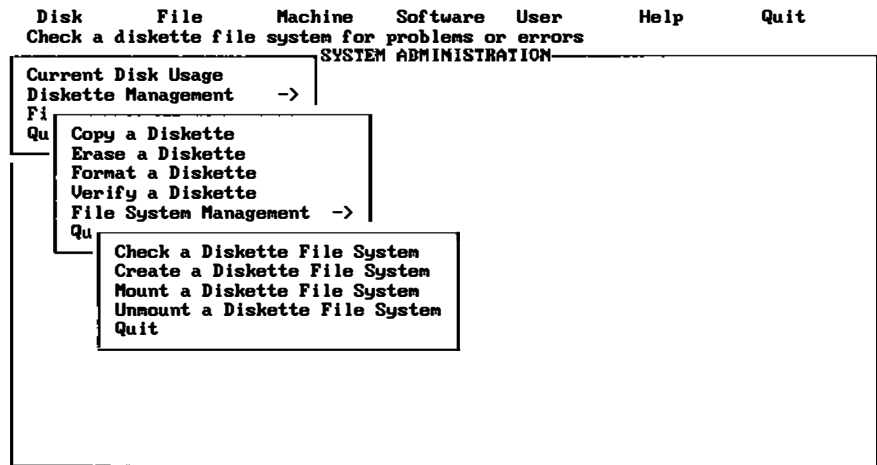 Disk File Machine Software User Help Quit
Check a diskette file system for problems or errors
SYSTEM ADMINISTRATION
Current Disk Usage
Diskette Management ->
Fi
Qu
Copy a Diskette
Erase a Diskette
Format a Diskette
Verify a Diskette
File System Management ->
Qu
Check a Diskette File System
Create a Diskette File System
Mount a Diskette File System
Unmount a Diskette File System
Quit